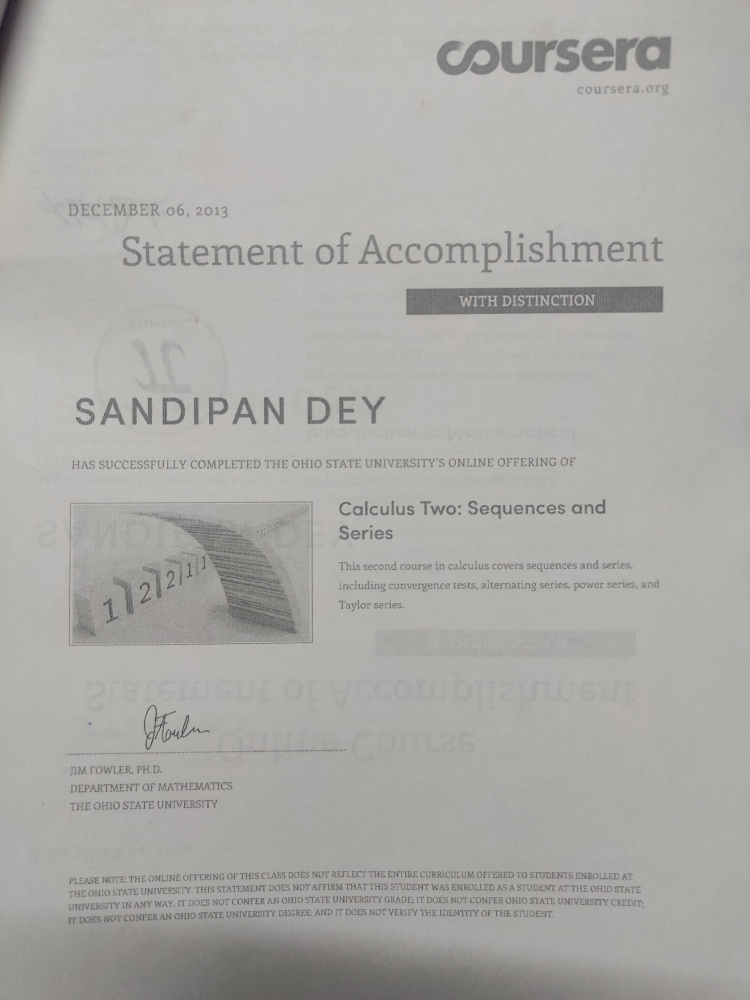 coursera
coursera.org
DECEMBER 06, 2013
Statement of Accomplishment
WITH DISTINCTION
SANDIPAN DEY
HAS SUCCESSFULLY COMPLETED THE OHIO STATE UNIVERSITY'S ONLINE OFFERING OF
Calculus Two: Sequences and
Series
This second course in calculus covers sequences and series,
including convergence tests, alternating series, power series, and
Taylor series.
1 2 2 1 1
JFowler
JIM FOWLER, PH.D.
DEPARTMENT OF MATHEMATICS
THE OHIO STATE UNIVERSITY
PLEASE NOTE: THE ONLINE OFFERING OF THIS CLASS DOES NOT REFLECT THE ENTIRE CURRICULUM OFFERED TO STUDENTS ENROLLED AT
THE OHIO STATE UNIVERSITY. THIS STATEMENT DOES NOT AFFIRM THAT THIS STUDENT WAS ENROLLED AS A STUDENT AT THE OHIO STATE
UNIVERSITY IN ANY WAY. IT DOES NOT CONFER AN OHIO STATE UNIVERSITY GRADE; IT DOES NOT CONFER OHIO STATE UNIVERSITY CREDIT;
IT DOES NOT CONFER AN OHIO STATE UNIVERSITY DEGREE; AND IT DOES NOT VERIFY THE IDENTITY OF THE STUDENT.